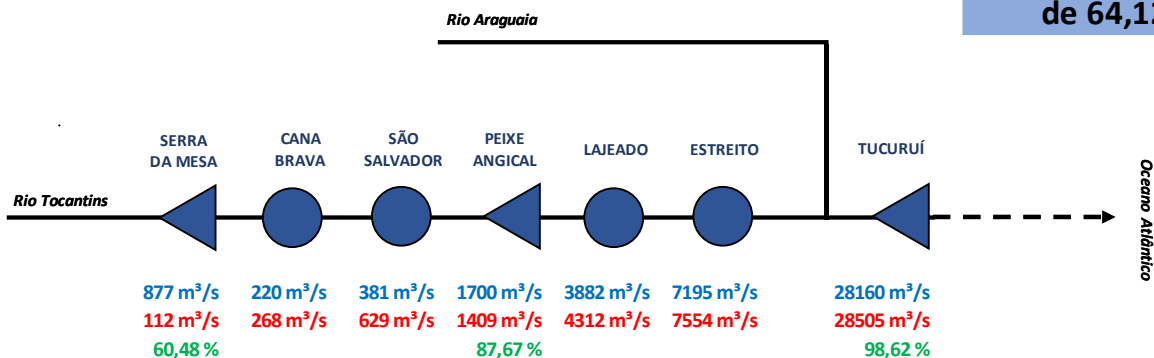 de 64,12
Rio Araguaia
SERRA DA MESA
CANA BRAVA
SÃO SALVADOR
PEIXE ANGICAL
LAJEADO
ESTREITO
TUCURUÍ
Rio Tocantins
Oceano Atlântico
877 m³/s 220 m³/s 381 m³/s 1700 m³/s 3882 m³/s 7195 m³/s 28160 m³/s
112 m³/s 268 m³/s 629 m³/s 1409 m³/s 4312 m³/s 7554 m³/s 28505 m³/s
60,48 % 87,67 % 98,62 %